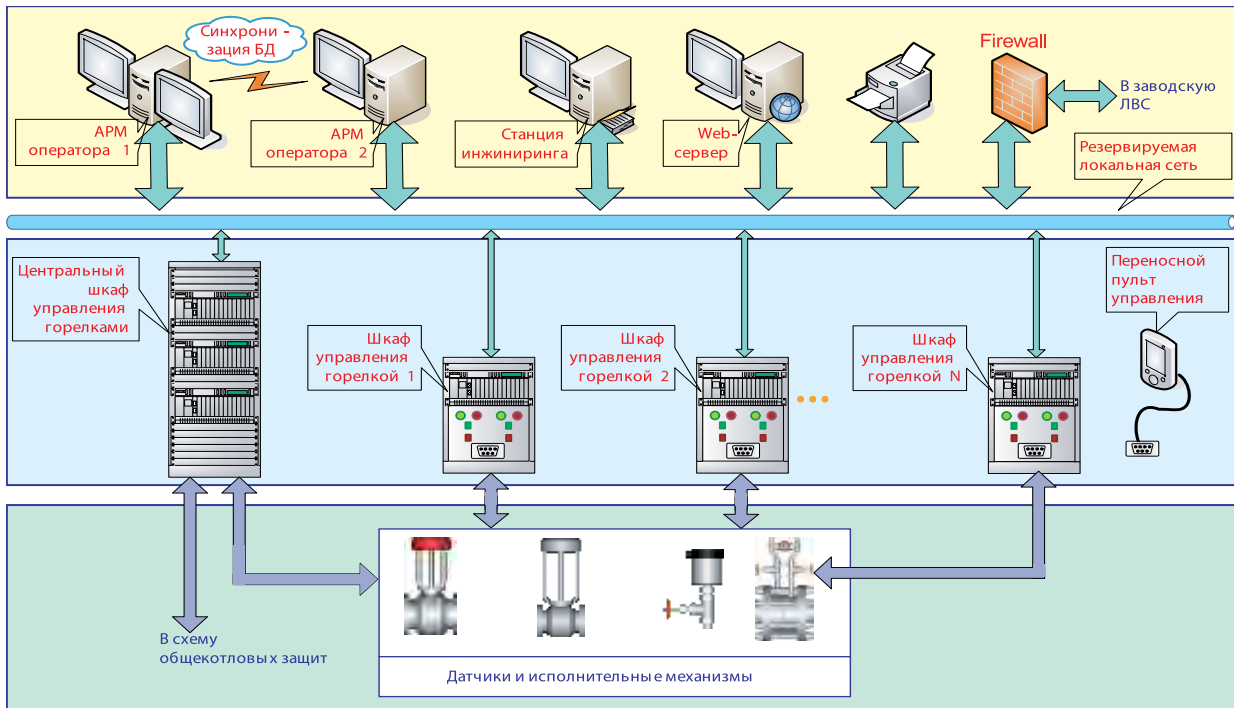 Синхрони -
зация БД
АРМ
оператора 1
АРМ
оператора 2
Станция
инжиниринга
Web-
сервер
Firewall
В заводскую
ЛВС
Резервируемая
локальная сеть
Центральный
шкаф
управления
горелками
Шкаф
управления
горелкой 1
Шкаф
управления
горелкой 2
Шкаф
управления
горелкой N
Переносной
пульт
управления
В схему
общекотловых защит
Датчики и исполнительные механизмы